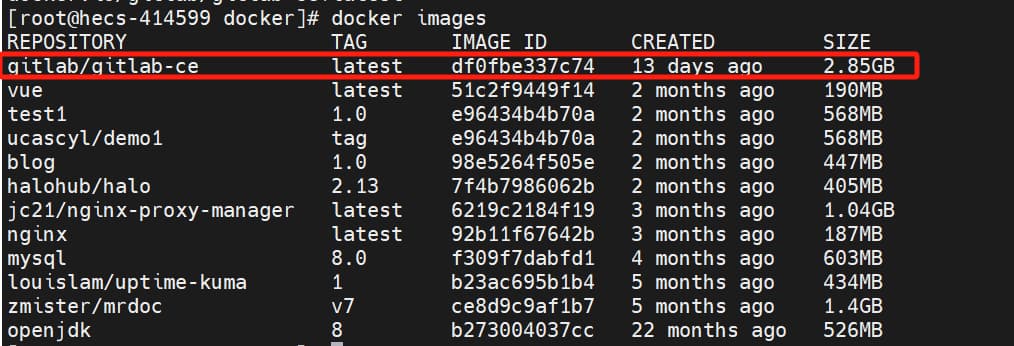 [root@hecs-414599 docker]# docker images
REPOSITORY TAG IMAGE ID CREATED SIZE
gitlab/gitlab-ce latest df0fbe337c74 13 days ago 2.85GB
vue latest 51c2f9449f14 2 months ago 190MB
test1 1.0 e96434b4b70a 2 months ago 568MB
ucascyl/demo1 tag e96434b4b70a 2 months ago 568MB
blog 1.0 98e5264f505e 2 months ago 447MB
halohub/halo 2.13 7f4b7986062b 2 months ago 405MB
jc21/nginx-proxy-manager latest 6219c2184f19 3 months ago 1.04GB
nginx latest 92b11f67642b 3 months ago 187MB
mysql 8.0 f309f7dabfd1 4 months ago 603MB
louislam/uptime-kuma 1 b23ac695b1b4 5 months ago 434MB
zmister/mrdoc v7 ce8d9c9af1b7 5 months ago 1.4GB
openjdk 8 b273004037cc 22 months ago 526MB